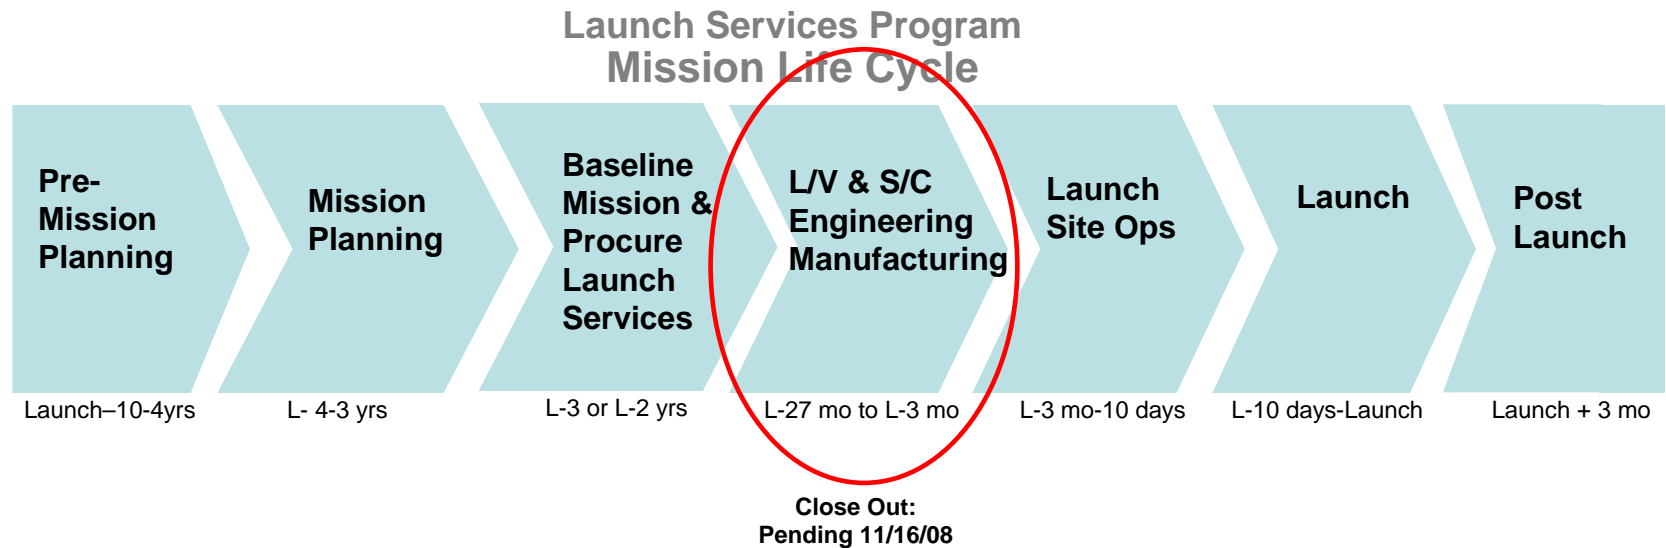 Launch Services Program
Mission Life Cycle
Pre-
Mission
Planning
Mission
Planning
Baseline
Mission &
Procure
Launch
Services
L/V & S/C
Engineering
Manufacturing
Launch
Site Ops
Launch
Post
Launch
Launch–10-4yrs
L- 4-3 yrs
L-3 or L-2 yrs
L-27 mo to L-3 mo
L-3 mo-10 days
L-10 days-Launch
Launch + 3 mo
Close Out:
Pending 11/16/08